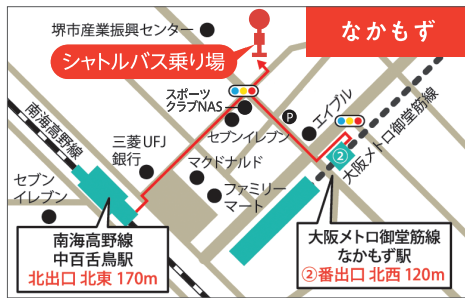 なかもず
堺市産業振興センター
シャトルバス乗り場
スポーツ
クラブNAS
セブンイレブン
P
エイブル
②
大阪メトロ御堂筋線
南海高野線
三菱UFJ
銀行
マクドナルド
ファミリー
マート
セブン
イレブン
南海高野線
中百舌鳥駅
北出口 北東 170m
大阪メトロ御堂筋線
なかもず駅
②番出口 北西 120m